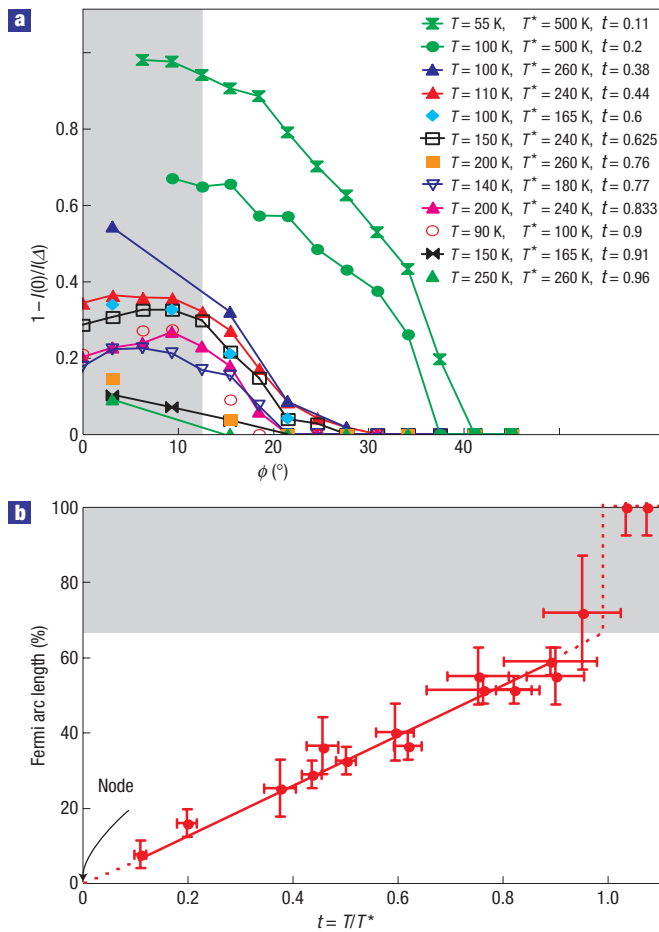 a
T = 55 K, T* = 500 K, t = 0.11
T = 100 K, T* = 500 K, t = 0.2
T = 100 K, T* = 260 K, t = 0.38
T = 110 K, T* = 240 K, t = 0.44
T = 100 K, T* = 165 K, t = 0.6
T = 150 K, T* = 240 K, t = 0.625
T = 200 K, T* = 260 K, t = 0.76
T = 140 K, T* = 180 K, t = 0.77
T = 200 K, T* = 240 K, t = 0.833
T = 90 K, T* = 100 K, t = 0.9
T = 150 K, T* = 165 K, t = 0.91
T = 250 K, T* = 260 K, t = 0.96
1 – I(0)/I(Δ)
0.8
0.6
0.4
0.2
0
0 10 20 30 40
ϕ (°)
b
Fermi arc length (%)
100
80
60
40
20
0
Node
0 0.2 0.4 0.6 0.8 1.0
t = T/T*